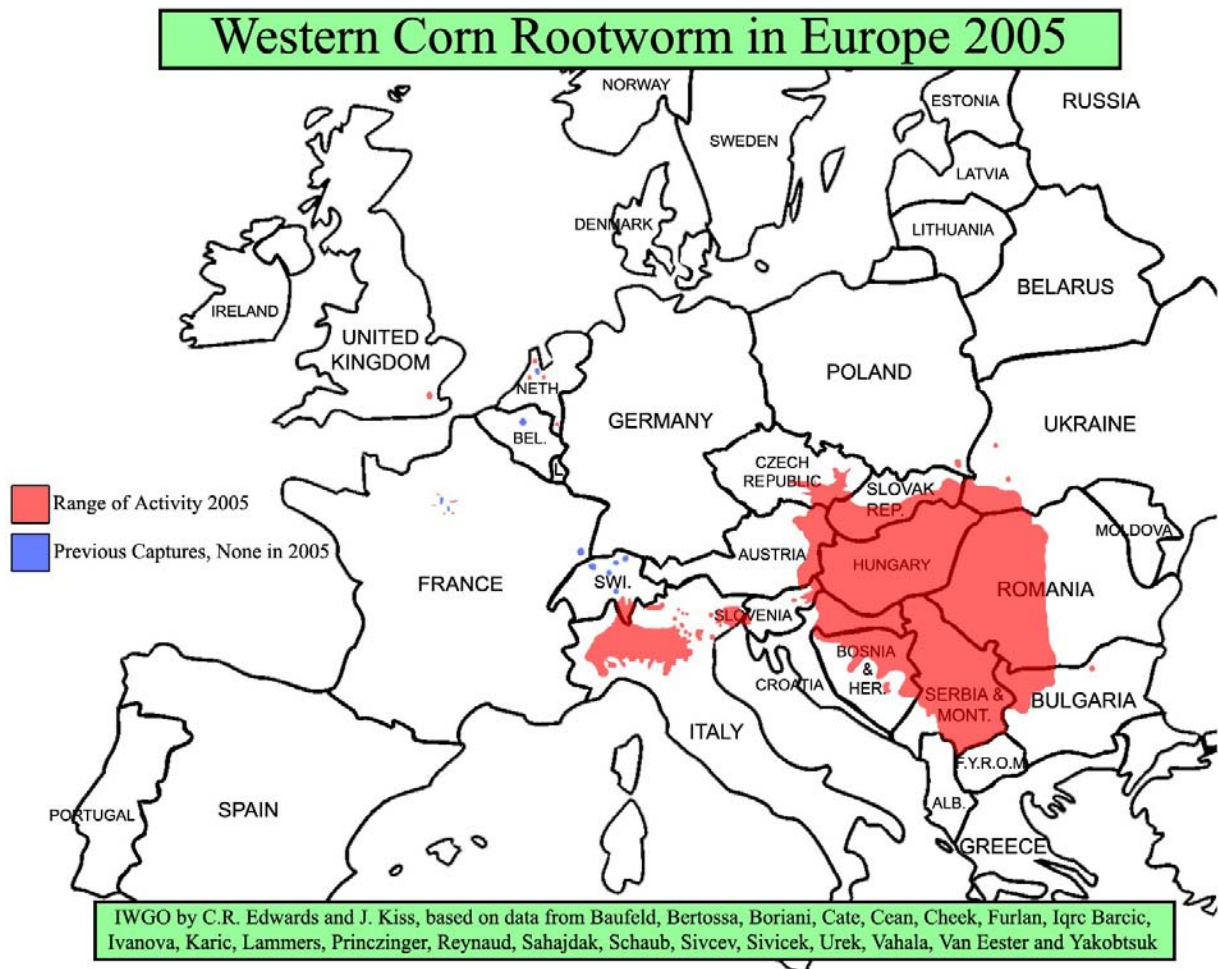 Western Corn Rootworm in Europe 2005
NORWAY
ESTONIA
RUSSIA
SWEDEN
LATVIA
DENMARK
LITHUANIA
BELARUS
IRELAND
UNITED
KINGDOM
NETH
POLAND
GERMANY
BEL.
UKRAINE
CZECH
REPUBLIC
L
SLOVAK
REP.
Range of Activity 2005
Previous Captures, None in 2005
MOLDOVA
AUSTRIA
HUNGARY
FRANCE
SWI.
ROMANIA
SLOVENIA
BOSNIA
&
HER.
CROATIA
SERBIA &
MONT.
BULGARIA
ITALY
F.Y.R.O.M
PORTUGAL
SPAIN
ALB.
GREECE
IWGO by C.R. Edwards and J. Kiss, based on data from Baufeld, Bertossa, Boriani, Cate, Cean, Cheek, Furlan, Iqrc Barcic,
Ivanova, Karic, Lammers, Princzinger, Reynaud, Sahajdak, Schaub, Sivcev, Sivicek, Urek, Vahala, Van Eester and Yakobtsuk